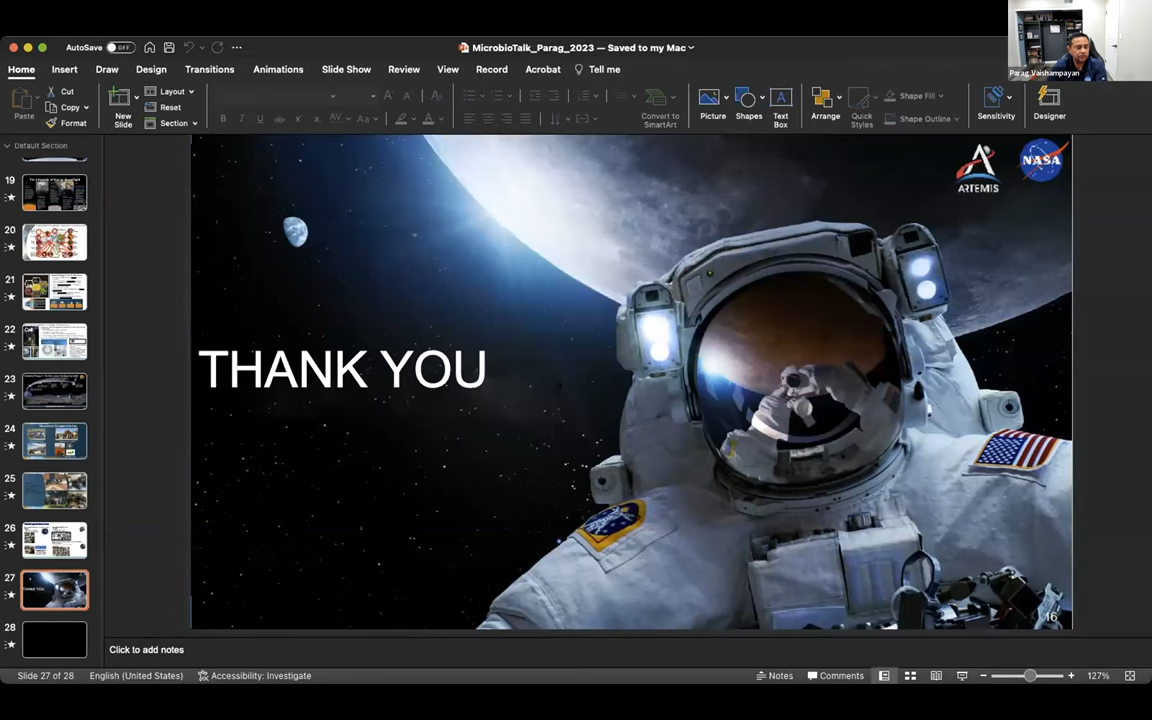 AutoSave OFF
MicrobioTalk_Parag_2023 — Saved to my Mac
Parag Vaishampayan
Home Insert Draw Design Transitions Animations Slide Show Review View Record Acrobat Tell me
Paste
Cut
Copy
Format
New Slide
Layout
Reset
Section
Convert to SmartArt
Picture
Shapes
Text Box
Arrange
Quick Styles
Shape Fill
Shape Outline
Sensitivity
Designer
Default Section
19
20
21
22
23
24
25
26
27
28
ARTEMIS
NASA
THANK YOU
16
Click to add notes
Slide 27 of 28 English (United States) Accessibility: Investigate Notes Comments 127%